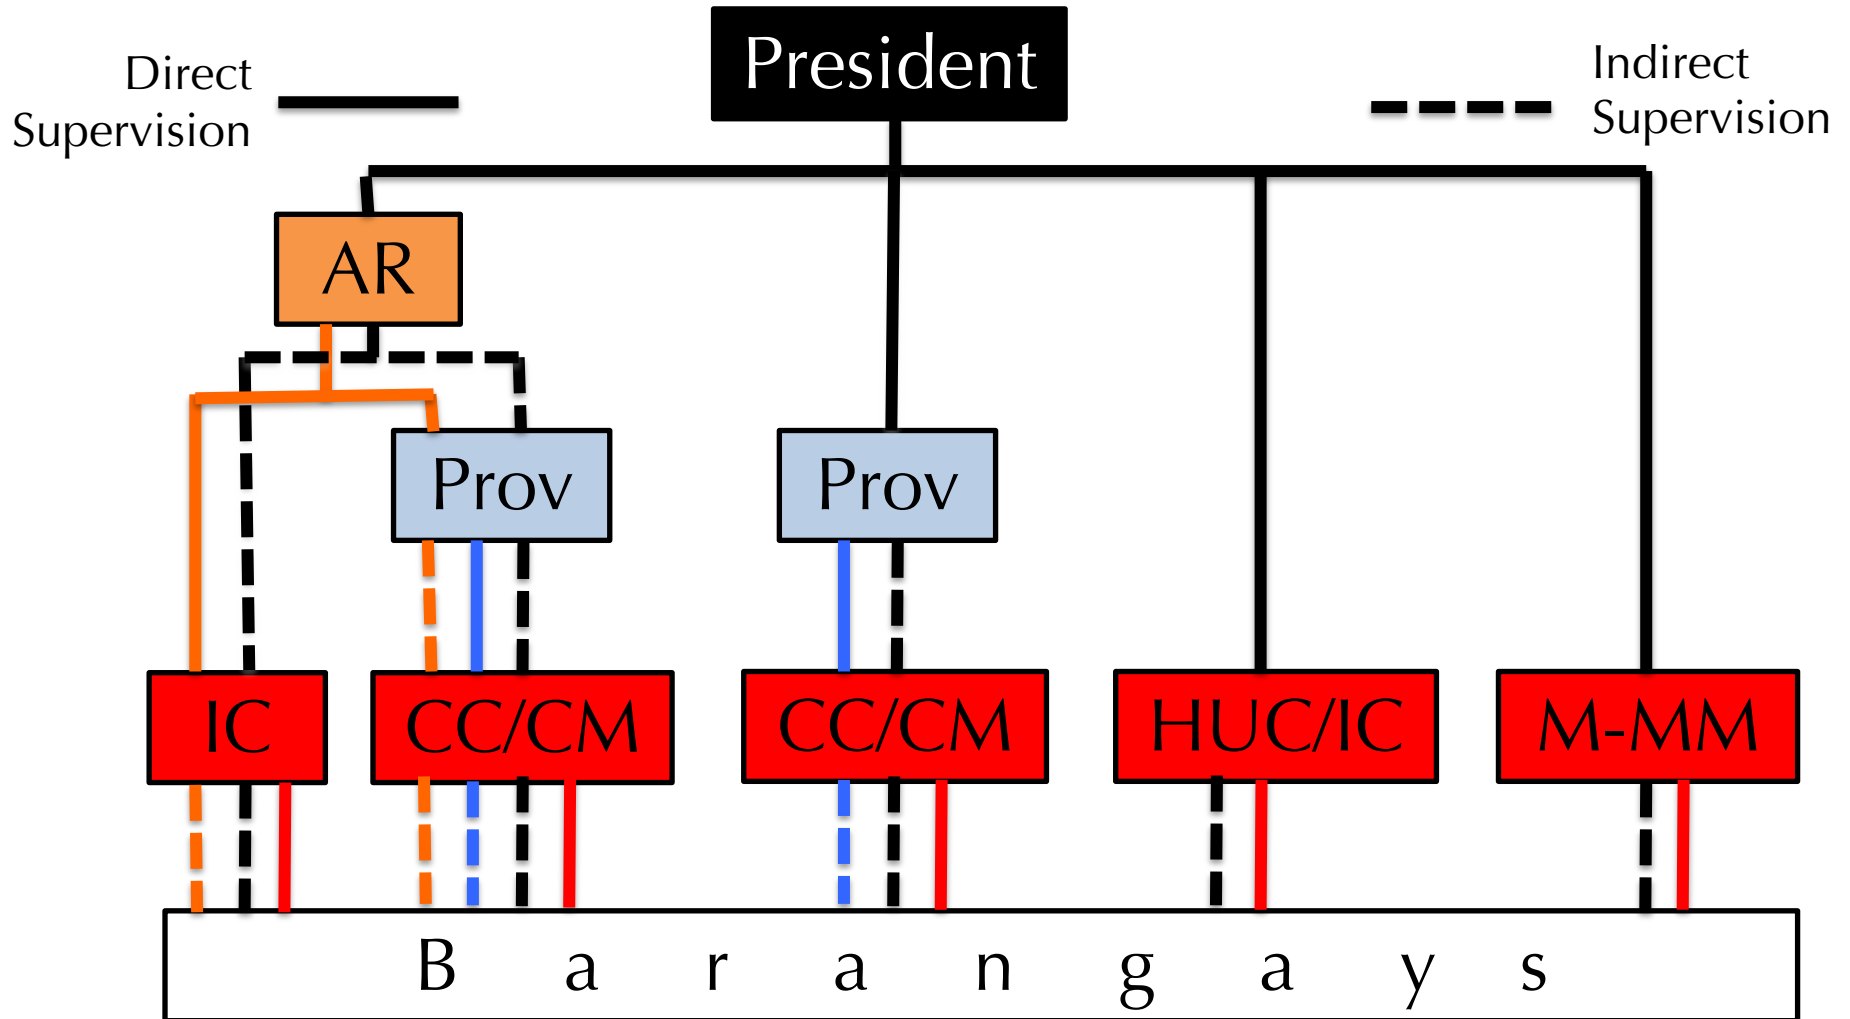 President
Direct
Supervision
Indirect
Supervision
AR
Prov
Prov
IC
CC/CM
CC/CM
HUC/IC
M-MM
B a r a n g a y s